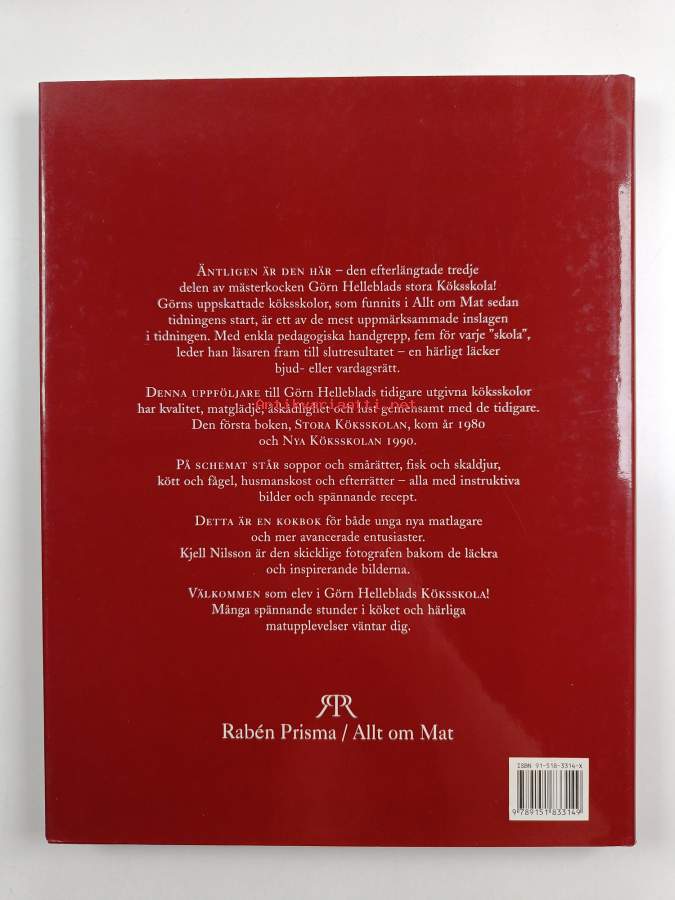 ÄNTLIGEN ÄR DEN HÄR – den efterlängtade tredje
delen av mästerkocken Görn Helleblads stora Köksskola!
Görns uppskattade köksskolor, som funnits i Allt om Mat sedan
tidningens start, är ett av de mest uppmärksammade inslagen
i tidningen. Med enkla pedagogiska handgrepp, fem för varje ”skola”,
leder han läsaren fram till slutresultatet – en härligt läcker
bjud- eller vardagsrätt.
DENNA UPPFÖLJARE till Görn Helleblads tidigare utgivna köksskolor
har kvalitet, matglädje, åskådlighet och lust gemensamt med de tidigare.
antikvariaatti.net
Den första boken, STORA KÖKSSKOLAN, kom år 1980
och NYA KÖKSSKOLAN 1990.
PÅ SCHEMAT STÅR soppor och smårätter, fisk och skaldjur,
kött och fågel, husmanskost och efterrätter – alla med instruktiva
bilder och spännande recept.
DETTA ÄR EN KOKBOK för både unga nya matlagare
och mer avancerade entusiaster.
Kjell Nilsson är den skicklige fotografen bakom de läckra
och inspirerande bilderna.
VÄLKOMMEN som elev i Görn Helleblads KÖKSSKOLA!
Många spännande stunder i köket och härliga
matupplevelser väntar dig.
Rabén Prisma / Allt om Mat
ISBN 91-518-3314-X
9 789151 833149